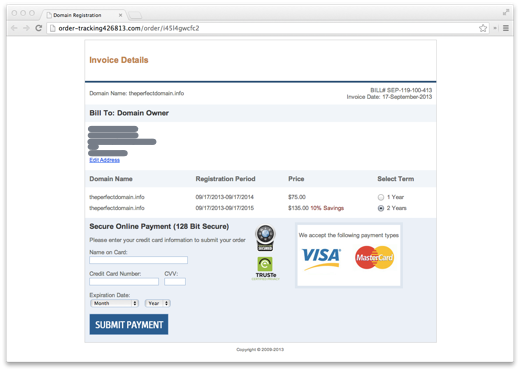 Domain Registration
order-tracking426813.com/order/i45l4gwcfc2
Invoice Details
Domain Name: theperfectdomain.info
BILL# SEP-119-100-413
Invoice Date: 17-September-2013
Bill To: Domain Owner
Edit Address
Domain Name Registration Period Price Select Term
theperfectdomain.info 09/17/2013-09/17/2014 $75.00 1 Year
theperfectdomain.info 09/17/2013-09/17/2015 $135.00 10% Savings 2 Years
Secure Online Payment (128 Bit Secure)
Please enter your credit card information to submit your order
Name on Card:
Credit Card Number: CVV:
Expiration Date:
Month Year
SUBMIT PAYMENT
TRUSTe
We accept the following payment types
VISA MasterCard
Copyright © 2009-2013